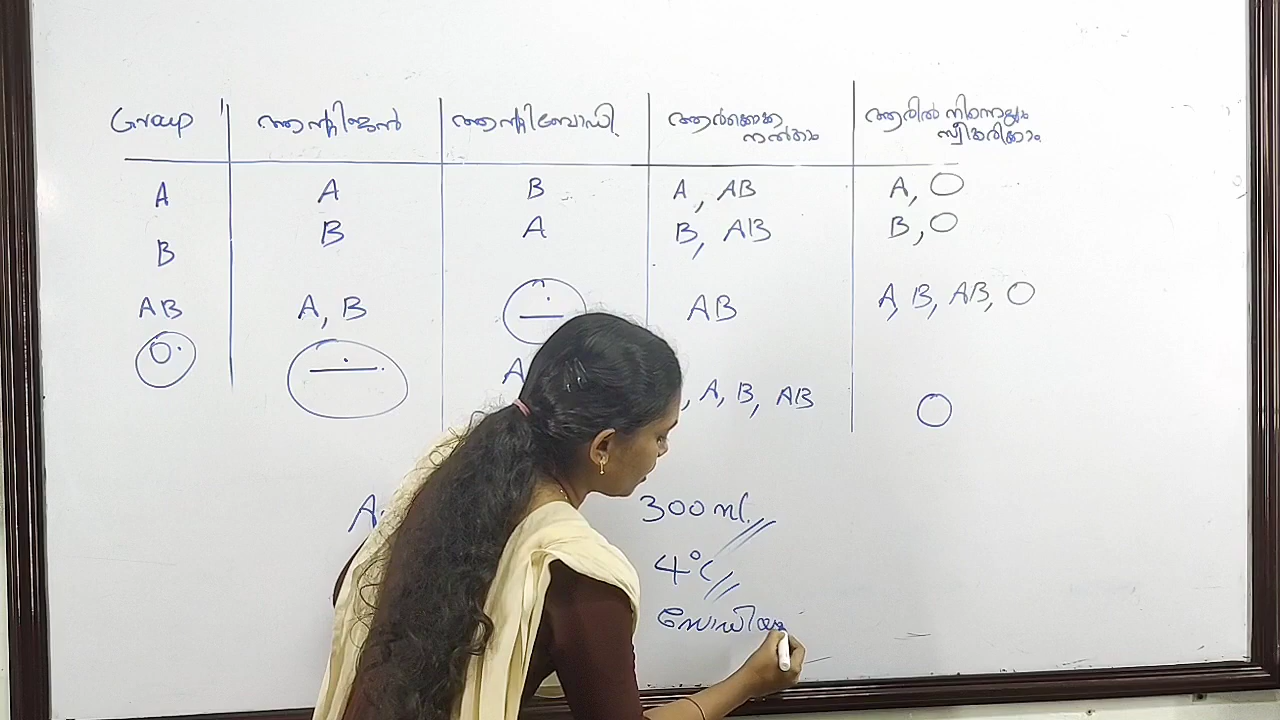 Group ആന്റിജൻ ആന്റിബോഡി ആർക്കൊക്കെ നൽകാം ആരിൽ നിന്നെല്ലാം സ്വീകരിക്കാം
A A B A, AB A, O
B B A B, AB B, O
AB A, B — AB A, B, AB, O
O — A , A, B, AB O
A 300 ml
4°C
സോഡിയം